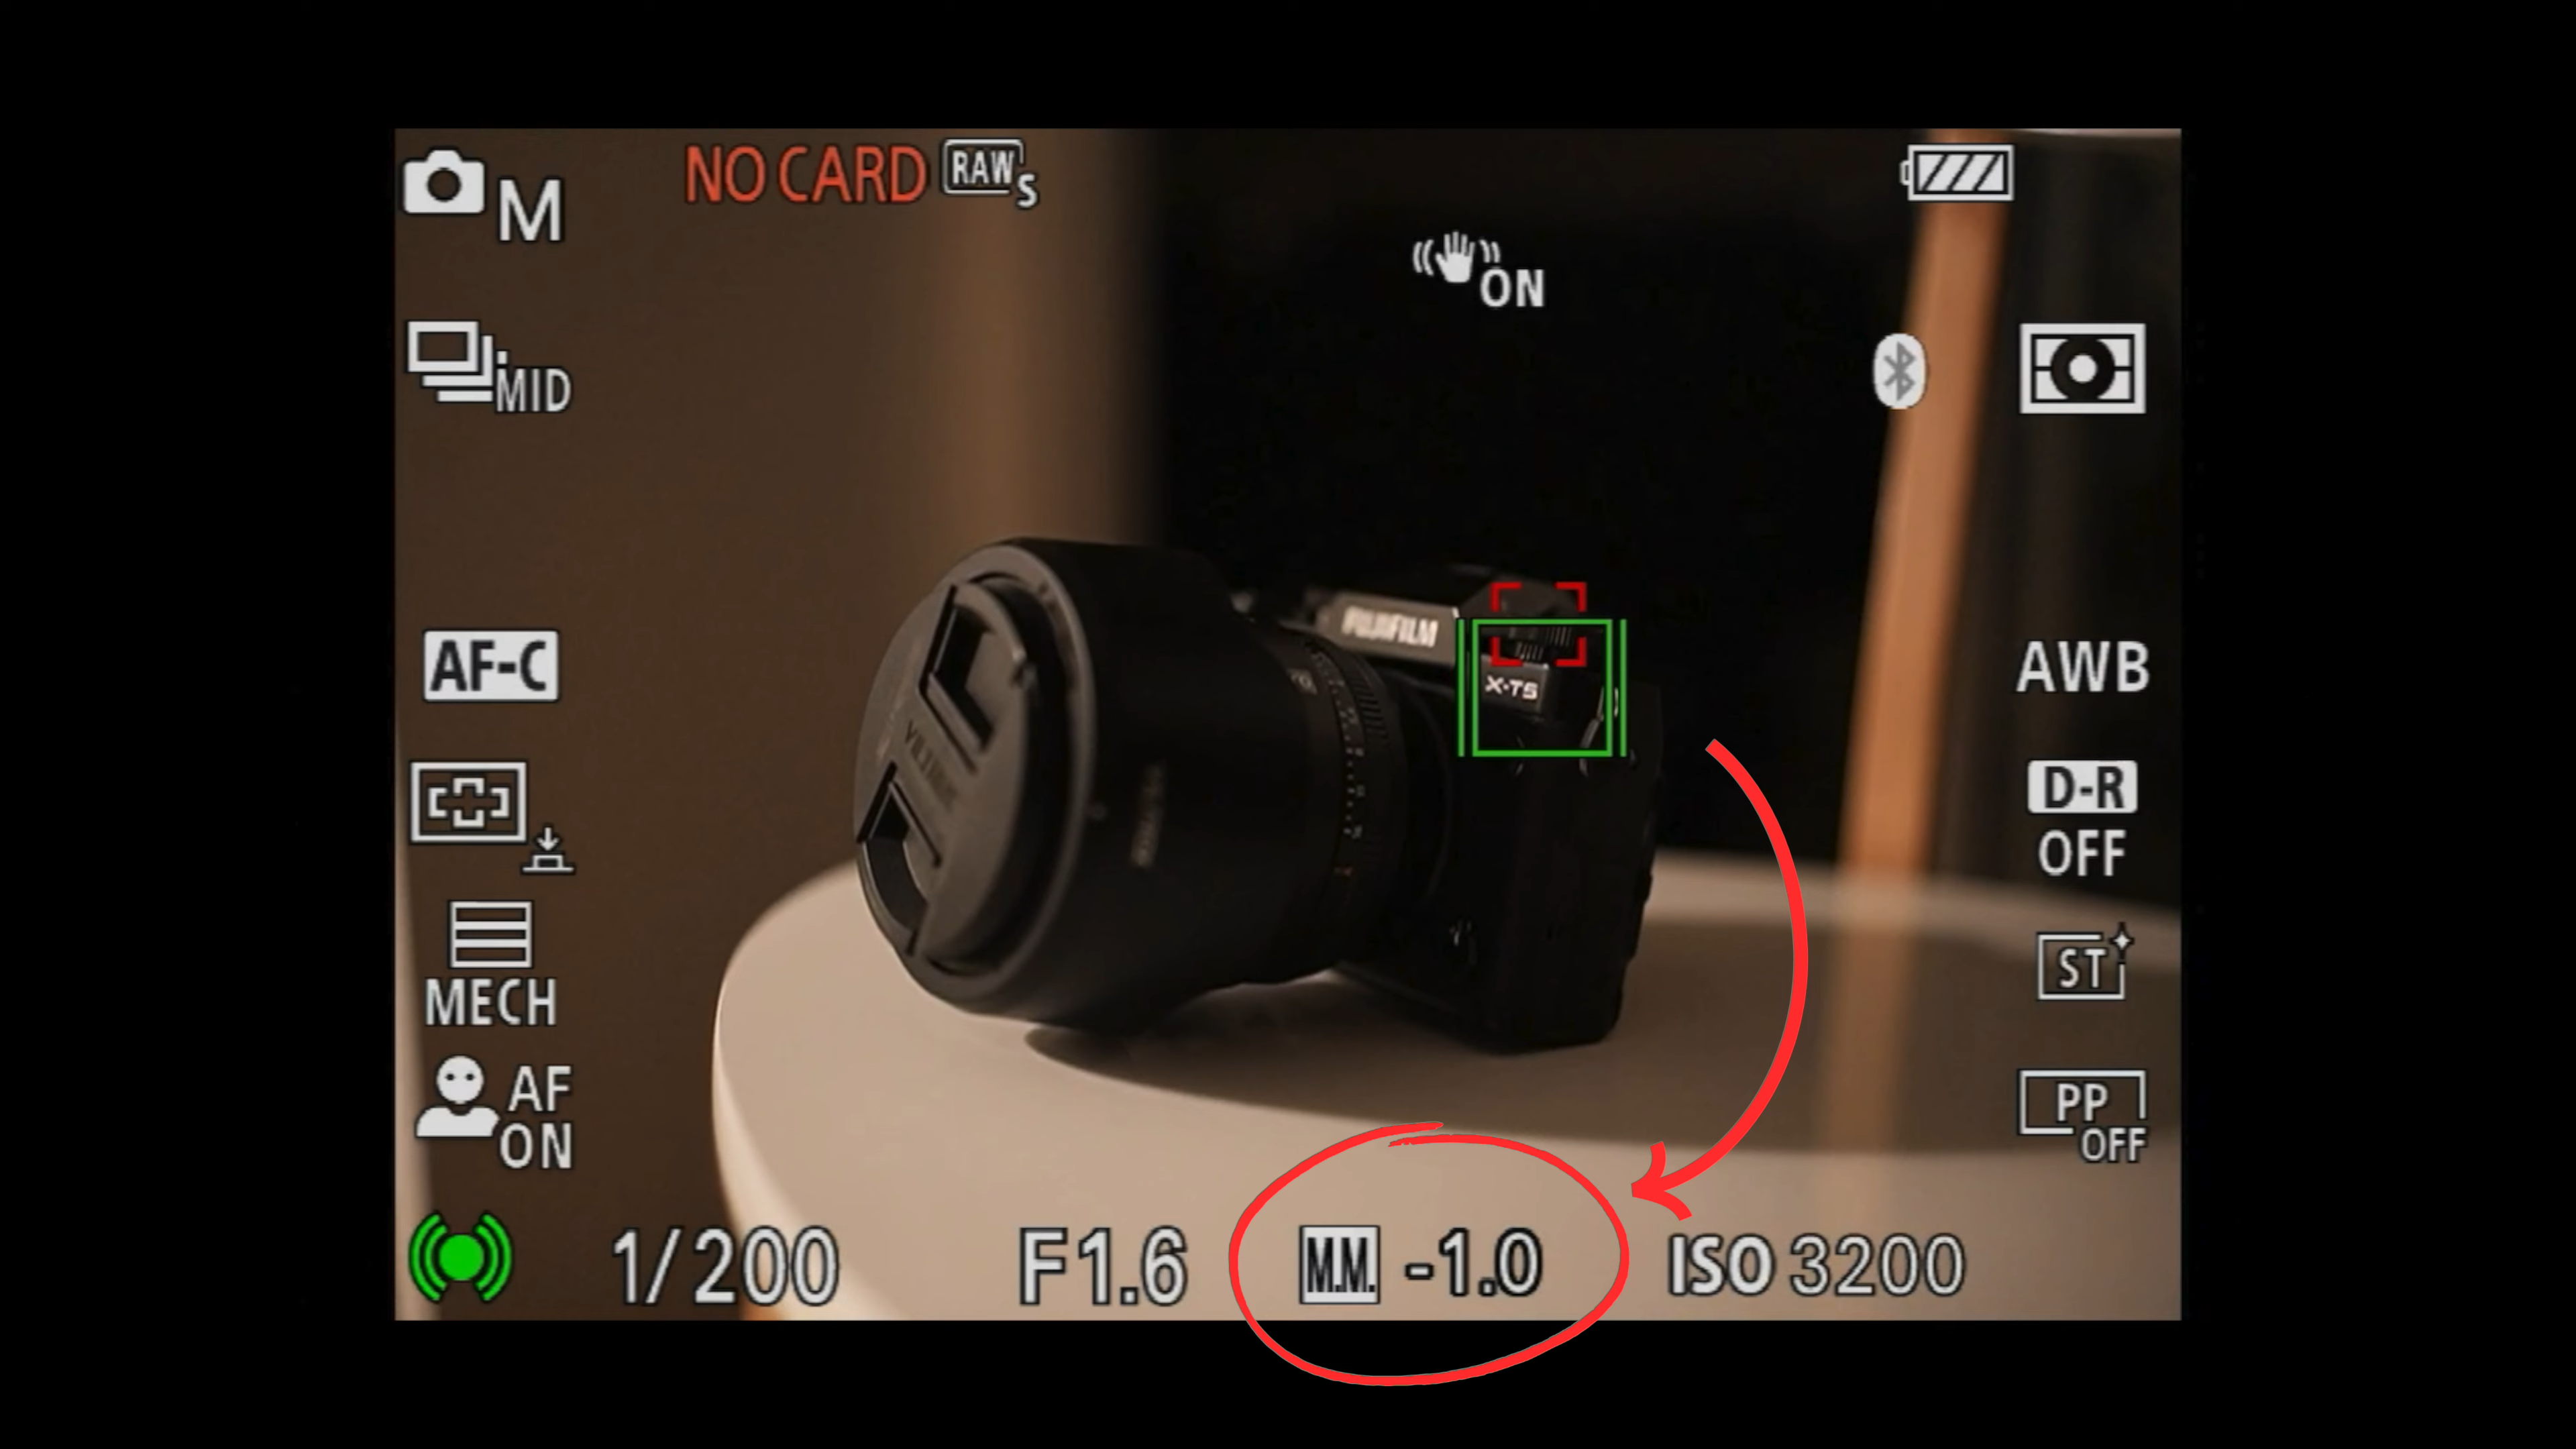 M
NO CARD RAW S
ON
MID
FUJIFILM
X-T5
AF-C
AWB
VILTROX
D-R
OFF
MECH
ST
AF
ON
PP
OFF
1/200 F1.6 M.M. -1.0 ISO 3200